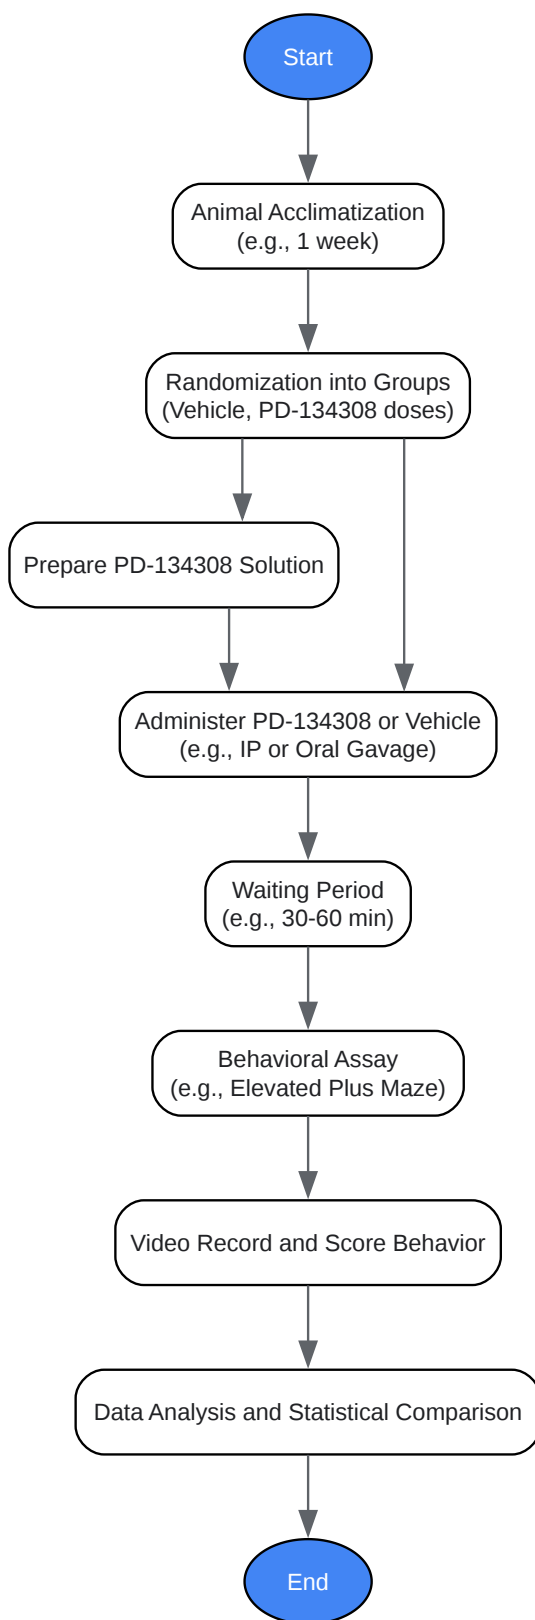 Start
Animal Acclimatization
(e.g., 1 week)
Randomization into Groups
(Vehicle, PD-134308 doses)
Prepare PD-134308 Solution
Administer PD-134308 or Vehicle
(e.g., IP or Oral Gavage)
Waiting Period
(e.g., 30-60 min)
Behavioral Assay
(e.g., Elevated Plus Maze)
Video Record and Score Behavior
Data Analysis and Statistical Comparison
End